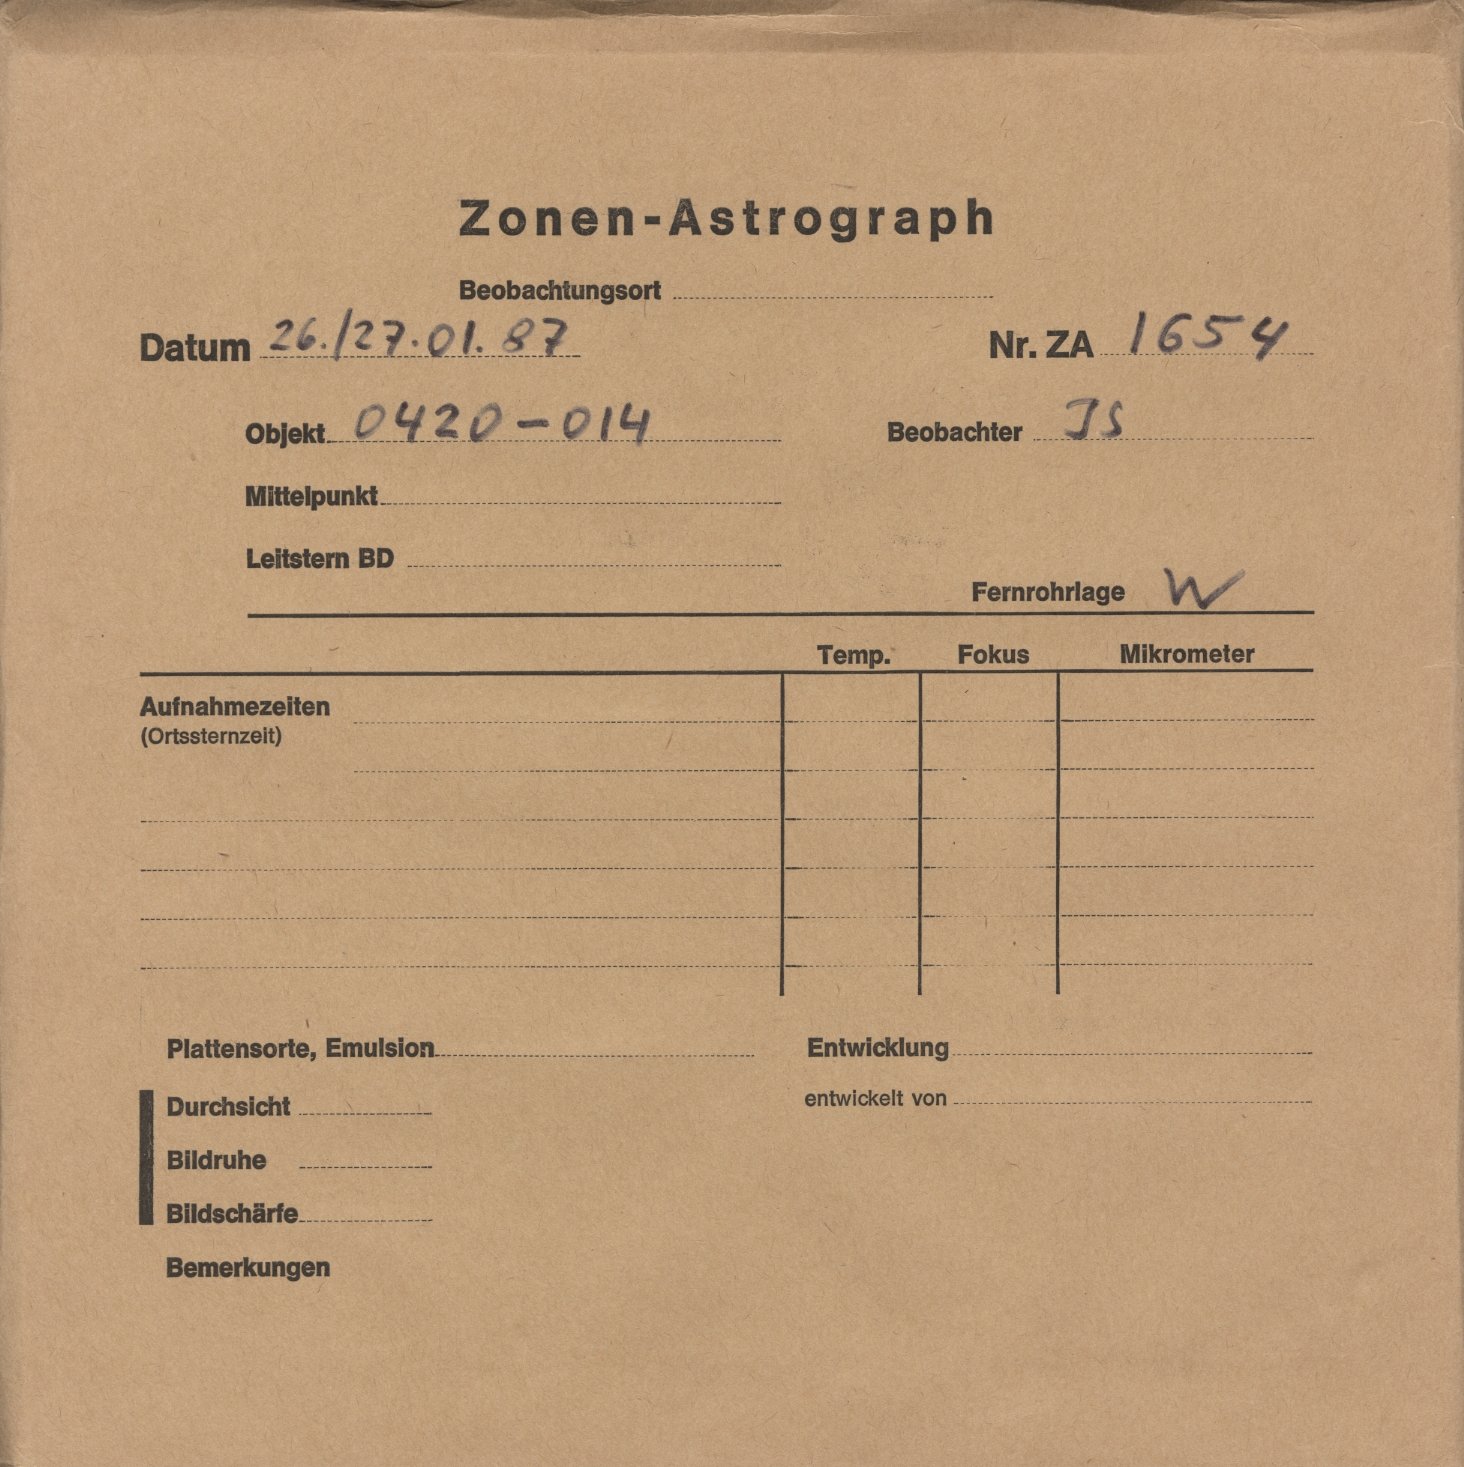 Zonen-Astrograph
Beobachtungsort
Datum 26./27.01.87 Nr. ZA 1654
Objekt 0420-014 Beobachter JS
Mittelpunkt
Leitstern BD
Fernrohrlage W
Temp. Fokus Mikrometer
Aufnahmezeiten
(Ortssternzeit)
Plattensorte, Emulsion Entwicklung
Durchsicht entwickelt von
Bildruhe
Bildschärfe
Bemerkungen